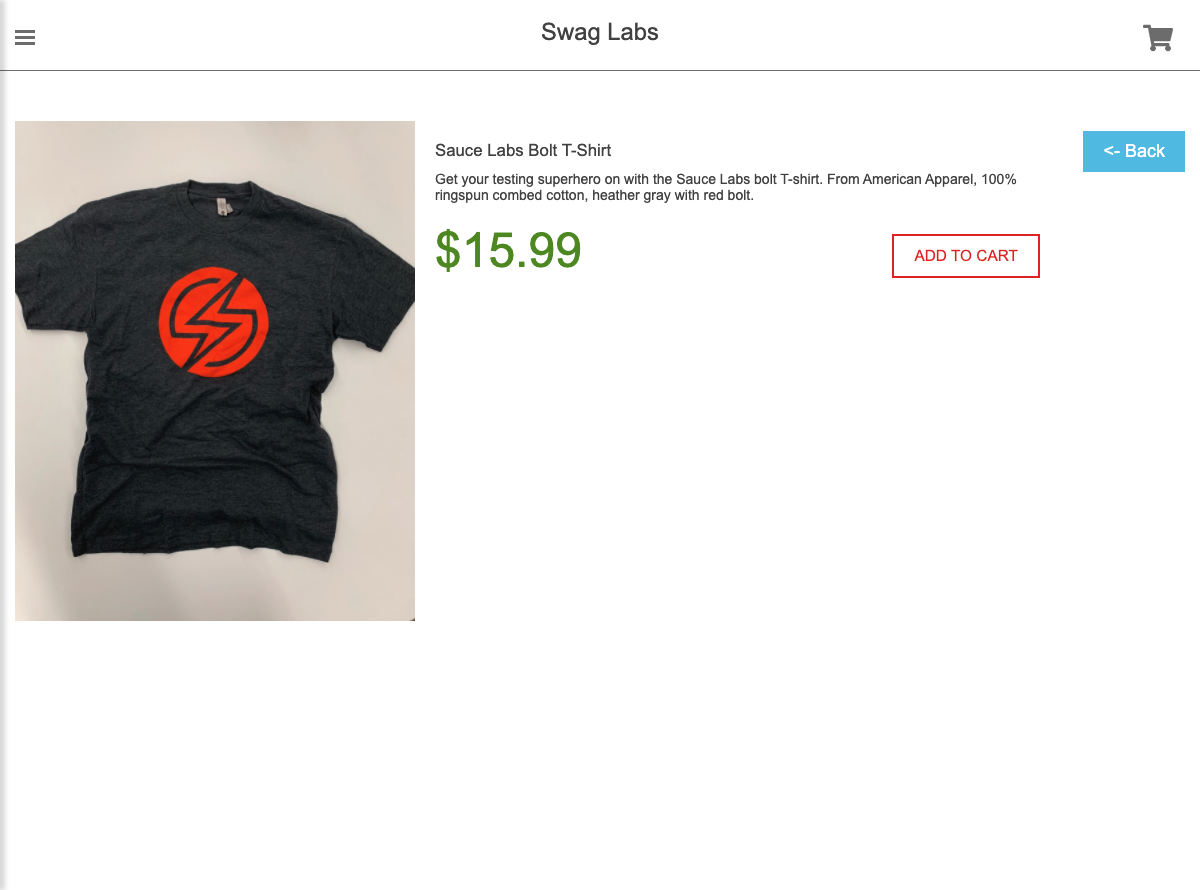 Swag Labs
Sauce Labs Bolt T-Shirt
<- Back
Get your testing superhero on with the Sauce Labs bolt T-shirt. From American Apparel, 100%
ringspun combed cotton, heather gray with red bolt.
$15.99
ADD TO CART